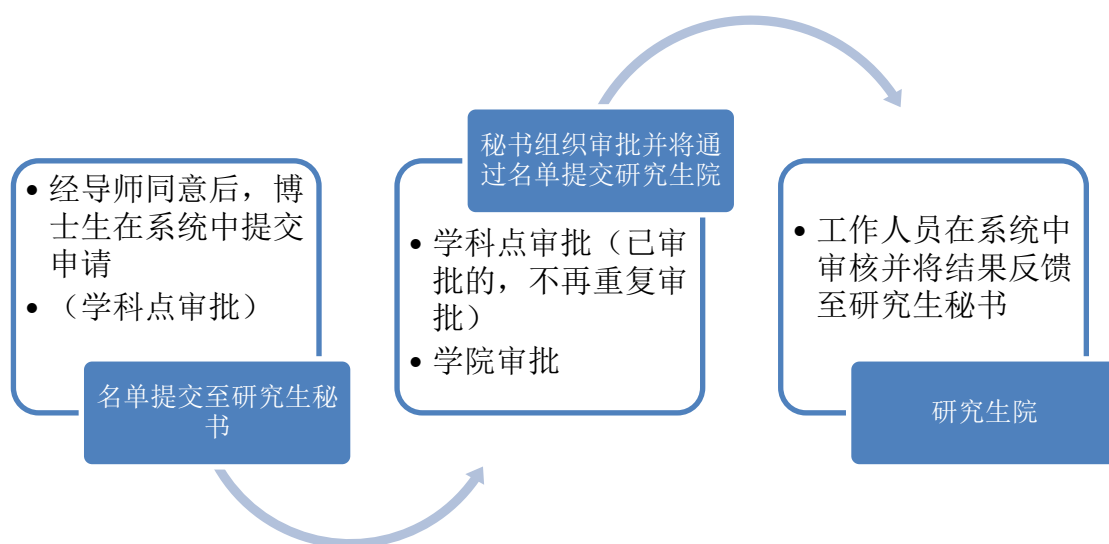 • 经导师同意后，博
士生在系统中提交
申请
• （学科点审批）
名单提交至研究生秘
书
秘书组织审批并将通
过名单提交研究生院
• 学科点审批（已审
批的，不再重复审
批）
• 学院审批
• 工作人员在系统中
审核并将结果反馈
至研究生秘书
研究生院